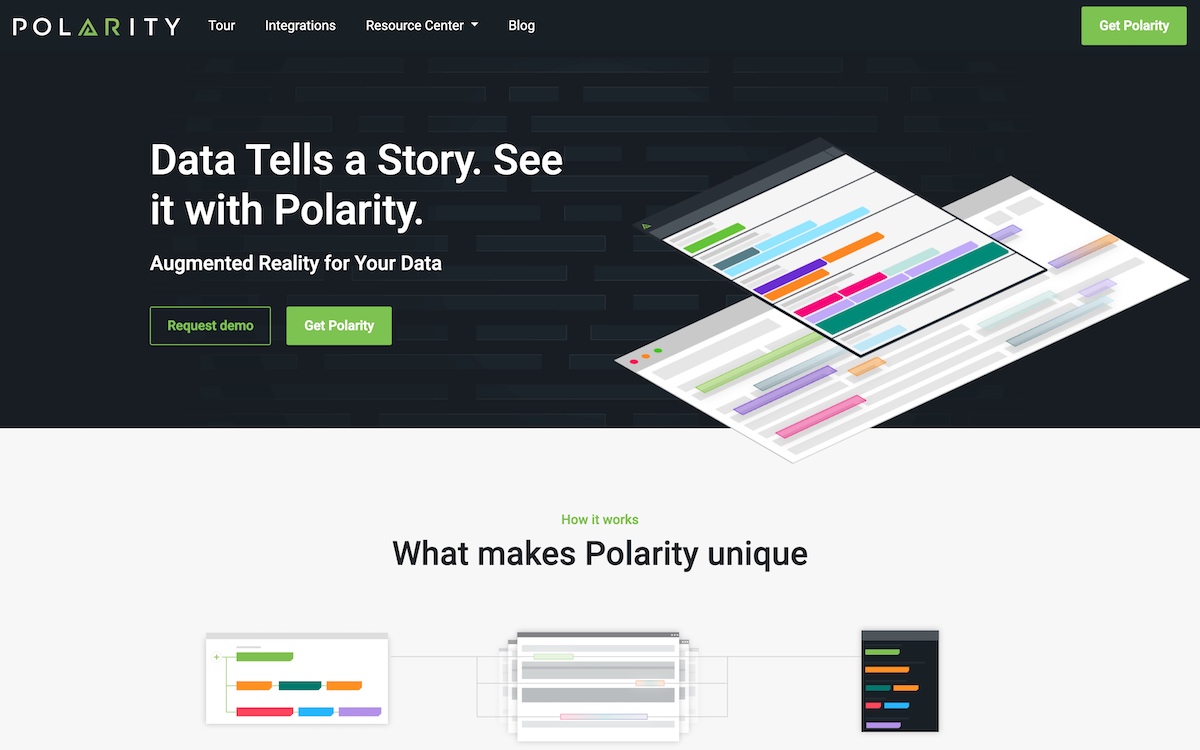 POLARITY
Tour
Integrations
Resource Center
Blog
Get Polarity
Data Tells a Story. See
it with Polarity.
Augmented Reality for Your Data
Request demo
Get Polarity
How it works
What makes Polarity unique